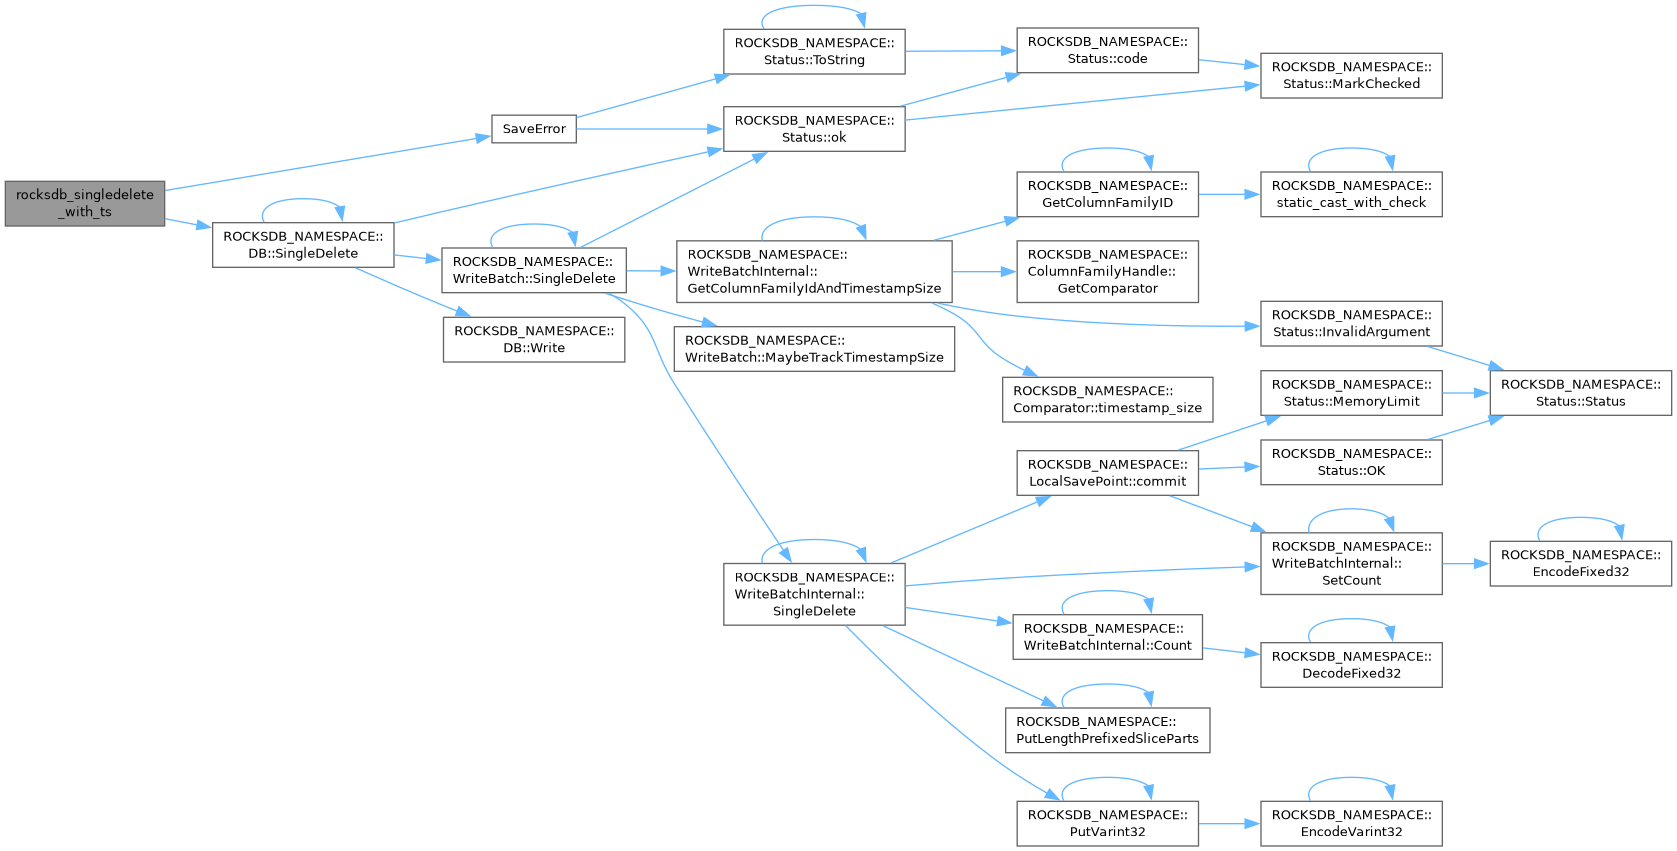 rocksdb_singledelete
_with_ts
SaveError
ROCKSDB_NAMESPACE::
DB::SingleDelete
ROCKSDB_NAMESPACE::
Status::ToString
ROCKSDB_NAMESPACE::
Status::ok
ROCKSDB_NAMESPACE::
Status::code
ROCKSDB_NAMESPACE::
Status::MarkChecked
ROCKSDB_NAMESPACE::
WriteBatch::SingleDelete
ROCKSDB_NAMESPACE::
DB::Write
ROCKSDB_NAMESPACE::
WriteBatchInternal::
GetColumnFamilyIdAndTimestampSize
ROCKSDB_NAMESPACE::
WriteBatch::MaybeTrackTimestampSize
ROCKSDB_NAMESPACE::
GetColumnFamilyID
ROCKSDB_NAMESPACE::
static_cast_with_check
ROCKSDB_NAMESPACE::
ColumnFamilyHandle::
GetComparator
ROCKSDB_NAMESPACE::
Status::InvalidArgument
ROCKSDB_NAMESPACE::
Comparator::timestamp_size
ROCKSDB_NAMESPACE::
Status::MemoryLimit
ROCKSDB_NAMESPACE::
Status::Status
ROCKSDB_NAMESPACE::
LocalSavePoint::commit
ROCKSDB_NAMESPACE::
Status::OK
ROCKSDB_NAMESPACE::
WriteBatchInternal::
SingleDelete
ROCKSDB_NAMESPACE::
WriteBatchInternal::
SetCount
ROCKSDB_NAMESPACE::
EncodeFixed32
ROCKSDB_NAMESPACE::
WriteBatchInternal::Count
ROCKSDB_NAMESPACE::
DecodeFixed32
ROCKSDB_NAMESPACE::
PutLengthPrefixedSliceParts
ROCKSDB_NAMESPACE::
PutVarint32
ROCKSDB_NAMESPACE::
EncodeVarint32